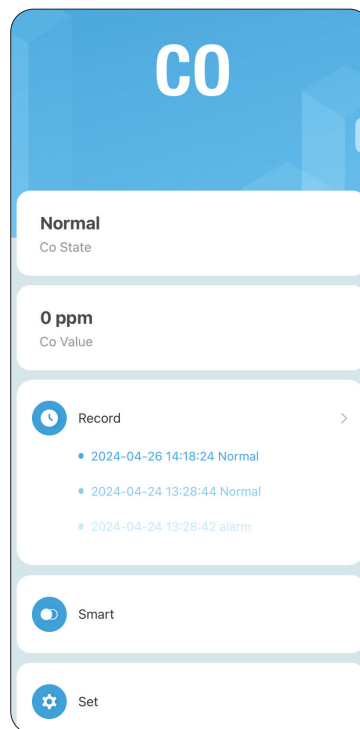 CO
Normal
Co State
0 ppm
Co Value
Record
2024-04-26 14:18:24 Normal
2024-04-24 13:28:44 Normal
2024-04-24 13:28:42 alarm
Smart
Set